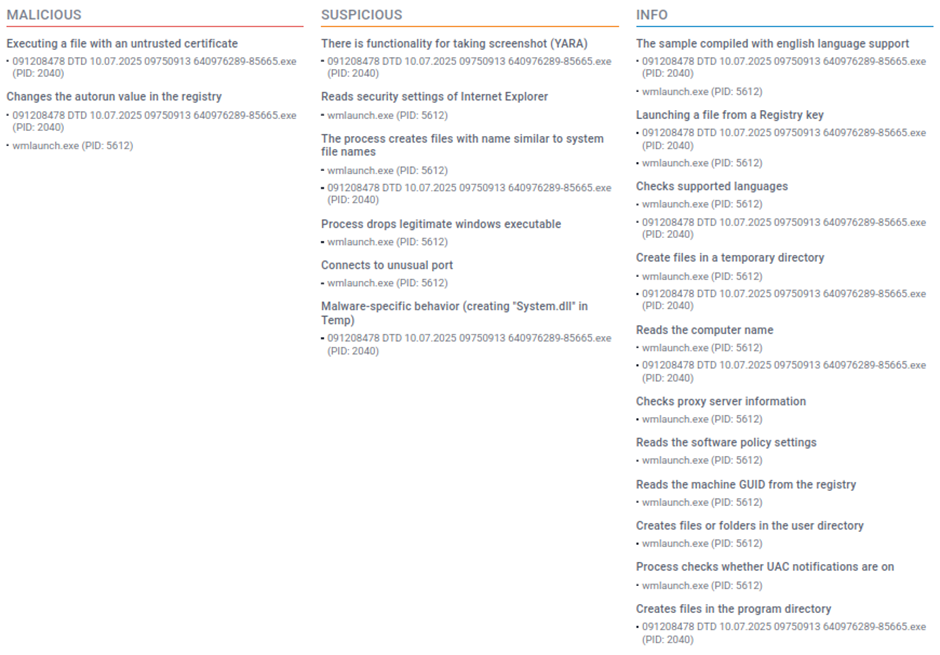 MALICIOUS
Executing a file with an untrusted certificate
• 091208478 DTD 10.07.2025 09750913 640976289-85665.exe
(PID: 2040)
Changes the autorun value in the registry
• 091208478 DTD 10.07.2025 09750913 640976289-85665.exe
(PID: 2040)
• wmlaunch.exe (PID: 5612)
SUSPICIOUS
There is functionality for taking screenshot (YARA)
• 091208478 DTD 10.07.2025 09750913 640976289-85665.exe
(PID: 2040)
Reads security settings of Internet Explorer
• wmlaunch.exe (PID: 5612)
The process creates files with name similar to system
file names
• wmlaunch.exe (PID: 5612)
• 091208478 DTD 10.07.2025 09750913 640976289-85665.exe
(PID: 2040)
Process drops legitimate windows executable
• wmlaunch.exe (PID: 5612)
Connects to unusual port
• wmlaunch.exe (PID: 5612)
Malware-specific behavior (creating "System.dll" in
Temp)
• 091208478 DTD 10.07.2025 09750913 640976289-85665.exe
(PID: 2040)
INFO
The sample compiled with english language support
• 091208478 DTD 10.07.2025 09750913 640976289-85665.exe
(PID: 2040)
• wmlaunch.exe (PID: 5612)
Launching a file from a Registry key
• 091208478 DTD 10.07.2025 09750913 640976289-85665.exe
(PID: 2040)
• wmlaunch.exe (PID: 5612)
Checks supported languages
• wmlaunch.exe (PID: 5612)
• 091208478 DTD 10.07.2025 09750913 640976289-85665.exe
(PID: 2040)
Create files in a temporary directory
• wmlaunch.exe (PID: 5612)
• 091208478 DTD 10.07.2025 09750913 640976289-85665.exe
(PID: 2040)
Reads the computer name
• wmlaunch.exe (PID: 5612)
• 091208478 DTD 10.07.2025 09750913 640976289-85665.exe
(PID: 2040)
Checks proxy server information
• wmlaunch.exe (PID: 5612)
Reads the software policy settings
• wmlaunch.exe (PID: 5612)
Reads the machine GUID from the registry
• wmlaunch.exe (PID: 5612)
Creates files or folders in the user directory
• wmlaunch.exe (PID: 5612)
Process checks whether UAC notifications are on
• wmlaunch.exe (PID: 5612)
Creates files in the program directory
• 091208478 DTD 10.07.2025 09750913 640976289-85665.exe
(PID: 2040)